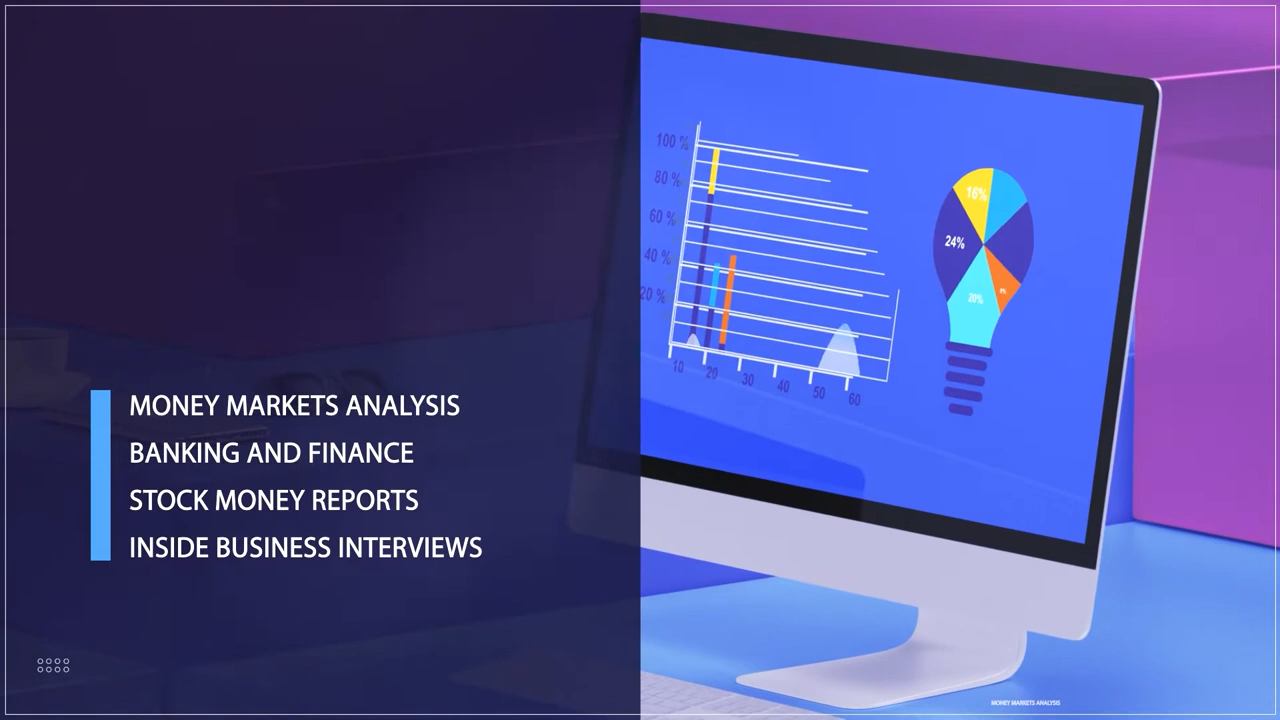 MONEY MARKETS ANALYSIS
BANKING AND FINANCE
STOCK MONEY REPORTS
INSIDE BUSINESS INTERVIEWS
100 %
80 %
60 %
40 %
20 %
10 20 30 40 50 60
16%
24%
20%
MONEY MARKETS ANALYSIS